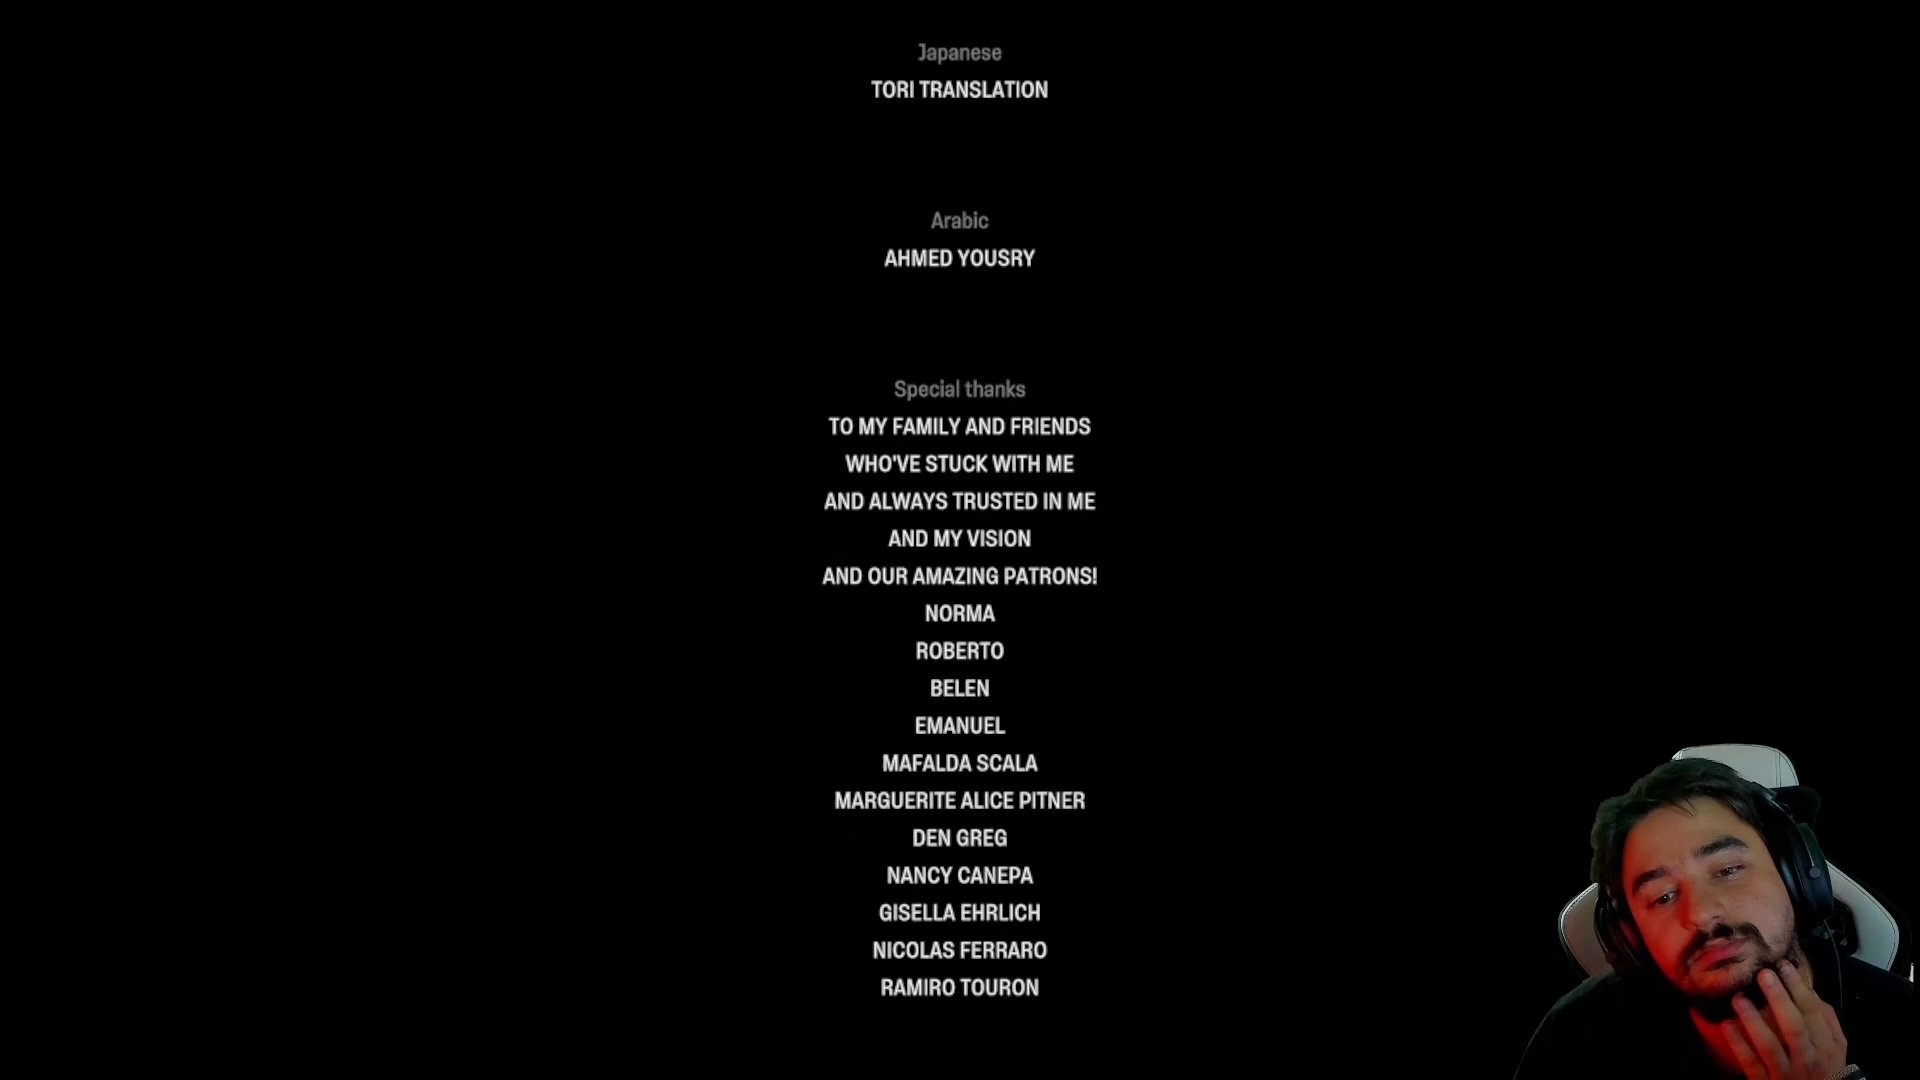 Japanese
TORI TRANSLATION
Arabic
AHMED YOUSRY
Special thanks
TO MY FAMILY AND FRIENDS
WHO'VE STUCK WITH ME
AND ALWAYS TRUSTED IN ME
AND MY VISION
AND OUR AMAZING PATRONS!
NORMA
ROBERTO
BELEN
EMANUEL
MAFALDA SCALA
MARGUERITE ALICE PITNER
DEN GREG
NANCY CANEPA
GISELLA EHRLICH
NICOLAS FERRARO
RAMIRO TOURON